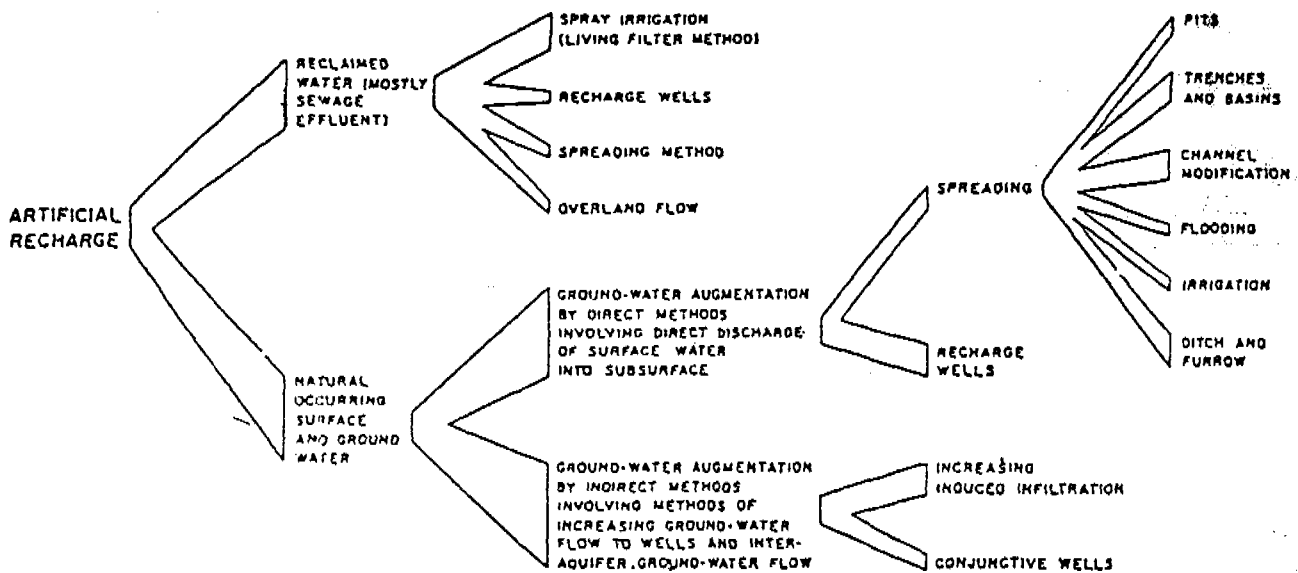 ARTIFICIAL
RECHARGE
RECLAIMED
WATER (MOSTLY
SEWAGE
EFFLUENT)
SPRAY IRRIGATION
(LIVING FILTER METHOD)
RECHARGE WELLS
SPREADING METHOD
OVERLAND FLOW
NATURAL
OCCURRING
SURFACE
AND GROUND
WATER
GROUND-WATER AUGMENTATION
BY DIRECT METHODS
INVOLVING DIRECT DISCHARGE
OF SURFACE WATER
INTO SUBSURFACE
SPREADING
PITS
TRENCHES
AND BASINS
CHANNEL
MODIFICATION
FLOODING
IRRIGATION
DITCH AND
FURROW
RECHARGE
WELLS
GROUND-WATER AUGMENTATION
BY INDIRECT METHODS
INVOLVING METHODS OF
INCREASING GROUND-WATER
FLOW TO WELLS AND INTER-
AQUIFER GROUND-WATER FLOW
INCREASING
INDUCED INFILTRATION
CONJUNCTIVE WELLS